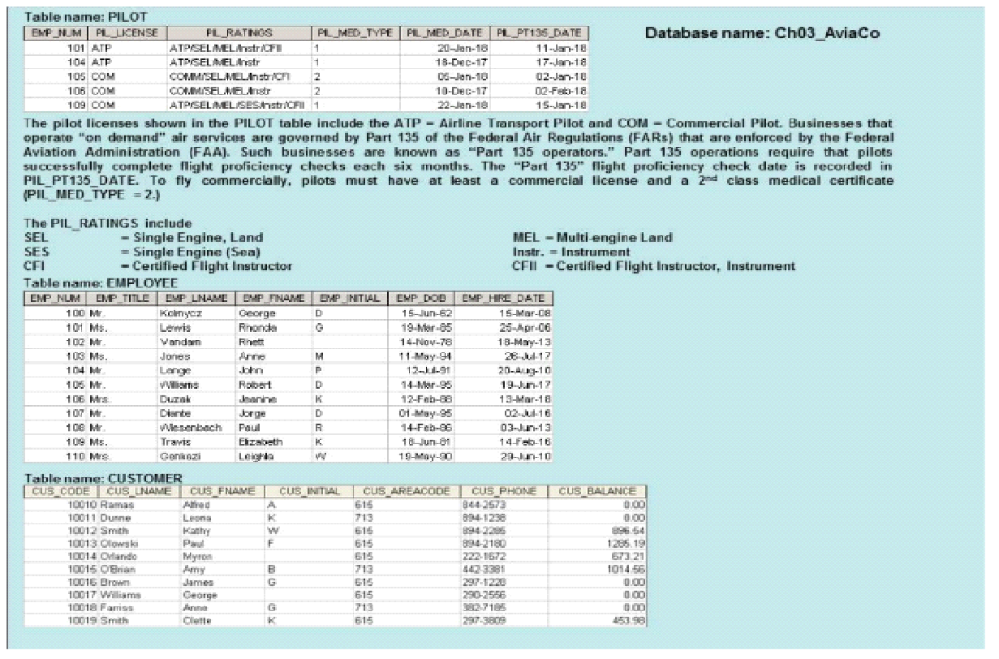 Table name: PILOT
Database name: Ch03_AviaCo
EMP_NUM PIL_LICENSE PIL_RATINGS PIL_MED_TYPE PIL_MED_DATE PIL_PT135_DATE
101 ATP ATP/SEL/MEL/Instr/CFII 1 20-Jan-18 11-Jan-18
104 ATP ATP/SEL/MEL/Instr 1 18-Dec-17 17-Jan-18
105 COM COMM/SEL/MEL/Instr/CFI 2 05-Jan-18 02-Jan-18
106 COM COMM/SEL/MEL/Instr 2 10-Dec-17 02-Feb-18
109 COM ATP/SEL/MEL/SES/Instr/CFII 1 22-Jan-18 15-Jan-18
The pilot licenses shown in the PILOT table include the ATP = Airline Transport Pilot and COM = Commercial Pilot. Businesses that
operate "on demand" air services are governed by Part 135 of the Federal Air Regulations (FARs) that are enforced by the Federal
Aviation Administration (FAA). Such businesses are known as "Part 135 operators." Part 135 operations require that pilots
successfully complete flight proficiency checks each six months. The "Part 135" flight proficiency check date is recorded in
PIL_PT135_DATE. To fly commercially, pilots must have at least a commercial license and a 2nd class medical certificate
(PIL_MED_TYPE = 2.)
The PIL_RATINGS include
SEL = Single Engine, Land MEL = Multi-engine Land
SES = Single Engine (Sea) Instr. = Instrument
CFI = Certified Flight Instructor CFII = Certified Flight Instructor, Instrument
Table name: EMPLOYEE
EMP_NUM EMP_TITLE EMP_LNAME EMP_FNAME EMP_INITIAL EMP_DOB EMP_HIRE_DATE
100 Mr. Kolmycz George D 15-Jun-62 15-Mar-08
101 Ms. Lewis Rhonda G 19-Mar-85 25-Apr-06
102 Mr. Vandam Rhett 14-Nov-78 18-May-13
103 Ms. Jones Anne M 11-May-94 26-Jul-17
104 Mr. Lange John P 12-Jul-91 20-Aug-10
105 Mr. Williams Robert D 14-Mar-95 19-Jun-17
106 Mrs. Duzak Jeanine K 12-Feb-88 13-Mar-18
107 Mr. Diante Jorge D 01-May-95 02-Jul-16
108 Mr. Wiesenbach Paul R 14-Feb-86 03-Jun-13
109 Ms. Travis Elizabeth K 18-Jun-81 14-Feb-16
110 Mrs. Genkazi Leighla W 19-May-90 29-Jun-10
Table name: CUSTOMER
CUS_CODE CUS_LNAME CUS_FNAME CUS_INITIAL CUS_AREACODE CUS_PHONE CUS_BALANCE
10010 Ramas Alfred A 615 844-2573 0.00
10011 Dunne Leona K 713 894-1238 0.00
10012 Smith Kathy W 615 894-2285 896.54
10013 Olowski Paul F 615 894-2180 1285.19
10014 Orlando Myron 615 222-1672 673.21
10015 O'Brian Amy B 713 442-3381 1014.56
10016 Brown James G 615 297-1228 0.00
10017 Williams George 615 290-2556 0.00
10018 Farriss Anne G 713 382-7185 0.00
10019 Smith Olette K 615 297-3809 453.98